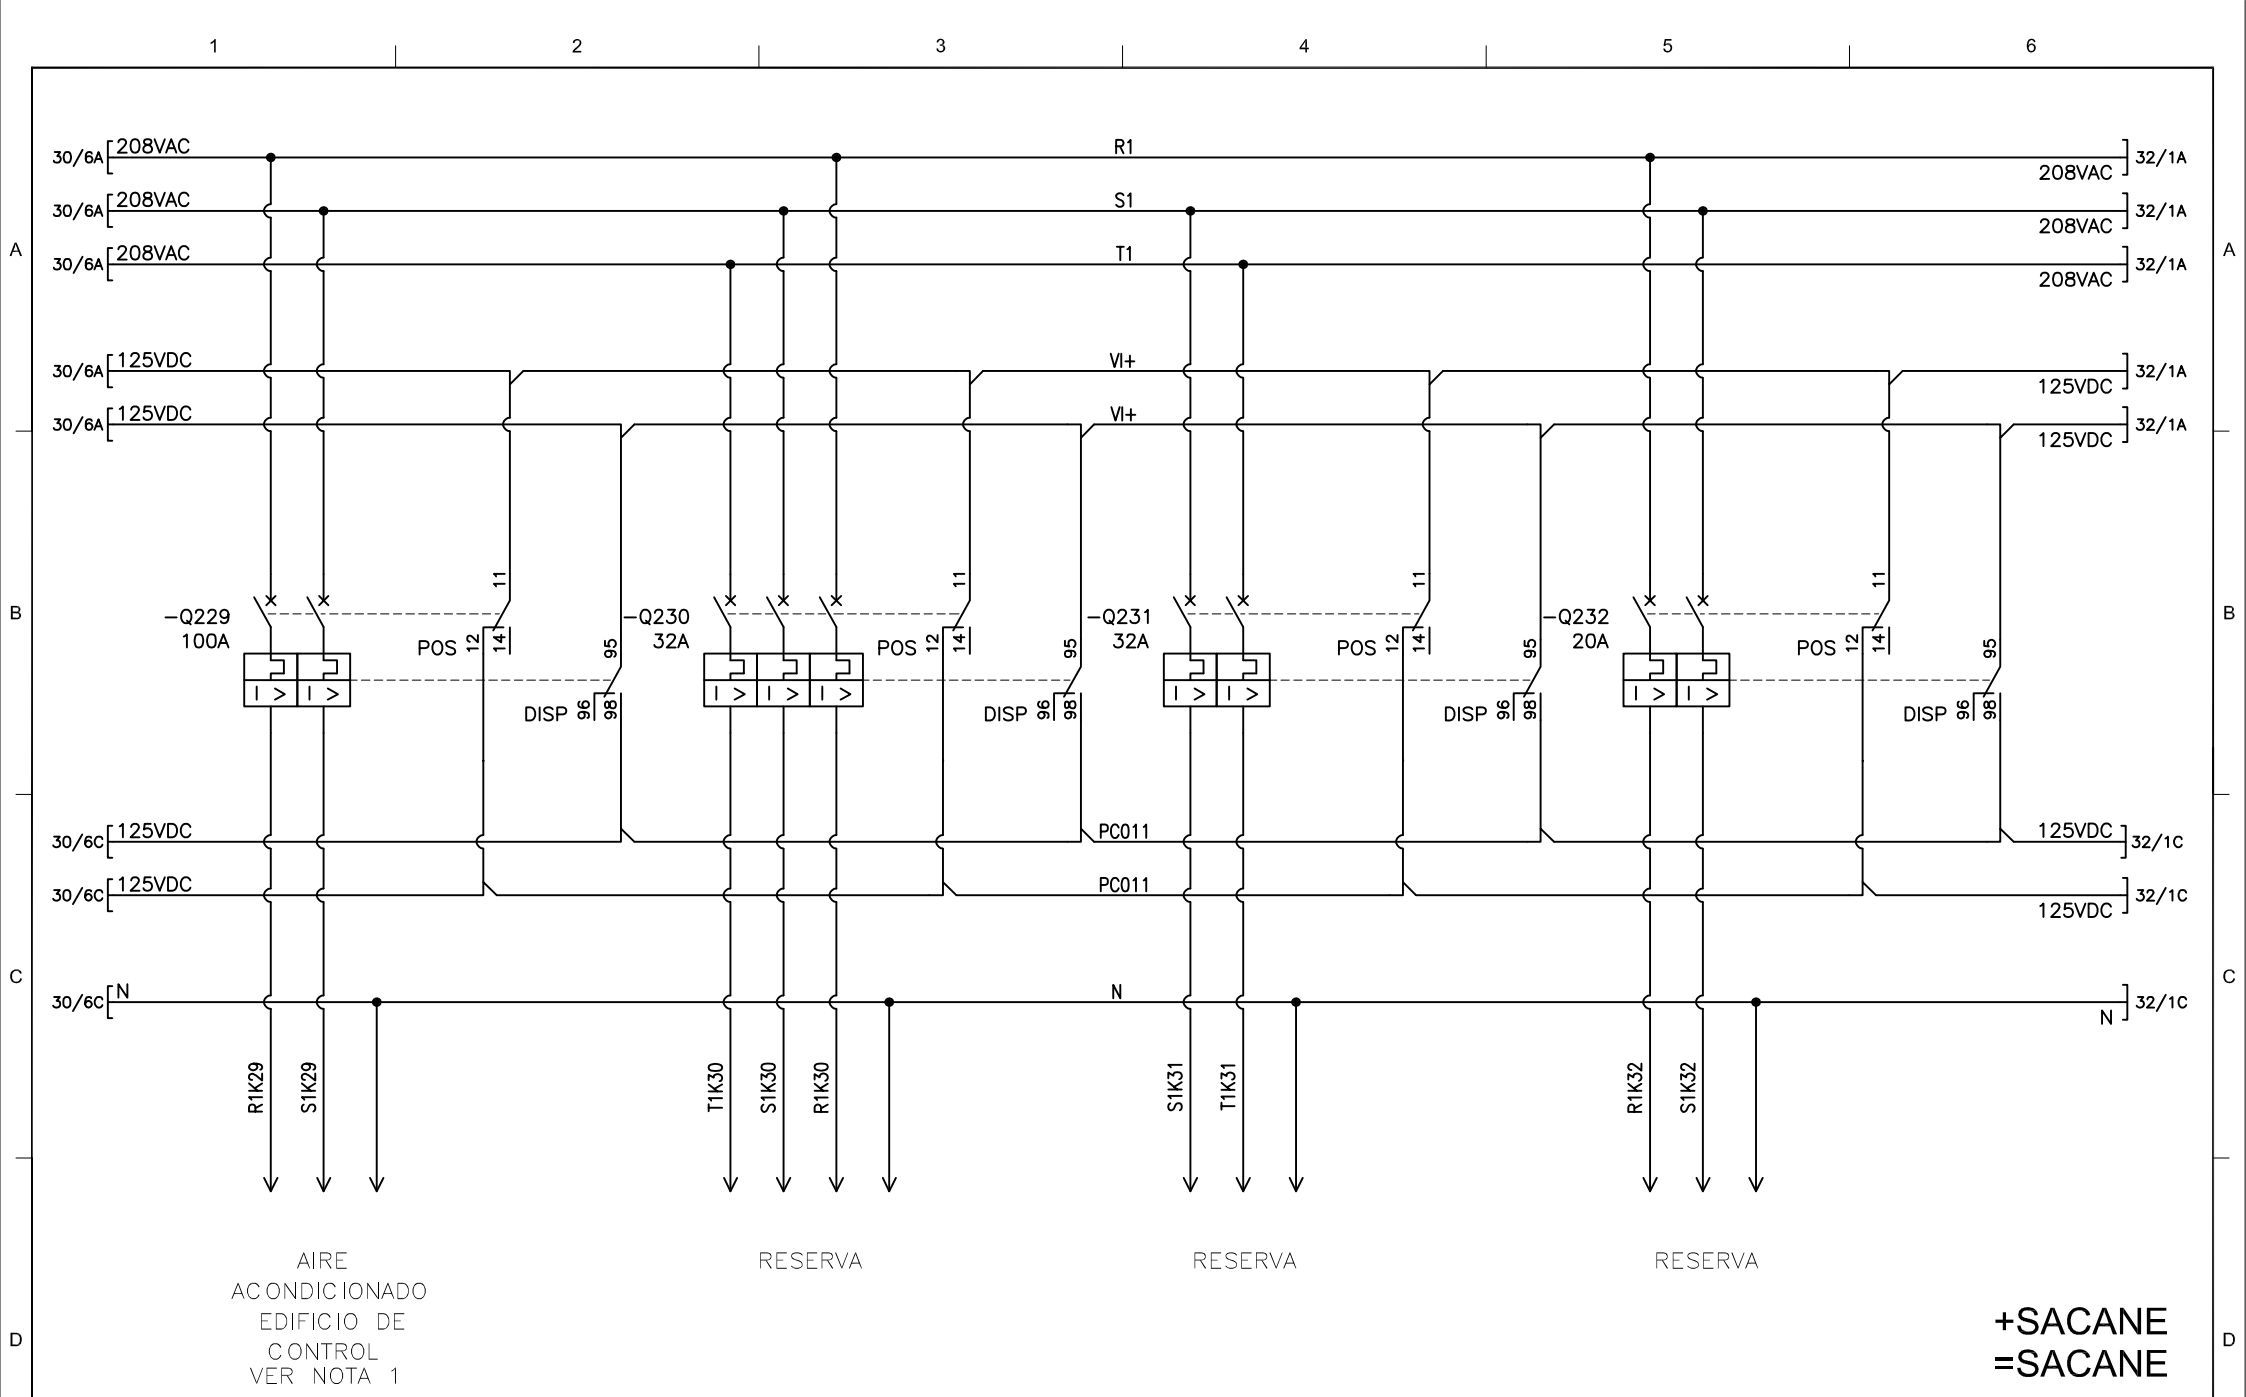 1 2 3 4 5 6
30/6A 208VAC R1 32/1A
208VAC
30/6A 208VAC S1 32/1A
208VAC
A A
30/6A 208VAC T1 32/1A
208VAC
30/6A 125VDC VI+ 32/1A
125VDC
30/6A 125VDC VI+ 32/1A
125VDC
11 11 11 11
B B
-Q229 -Q230 -Q231 -Q232
100A 32A 32A 20A
POS 12 14 95 POS 12 14 95 POS 12 14 95 POS 12 14 95
I > I > I > I > I > I > I > I > I >
DISP 96 98 DISP 96 98 DISP 96 98 DISP 96 98
30/6C 125VDC PC011 125VDC 32/1C
30/6C 125VDC PC011 32/1C
125VDC
C C
30/6C N N 32/1C
N
R1K29 S1K29 T1K30 S1K30 R1K30 S1K31 T1K31 R1K32 S1K32
AIRE RESERVA RESERVA RESERVA
ACONDICIONADO
EDIFICIO DE
CONTROL
VER NOTA 1
+SACANE
D D
=SACANE